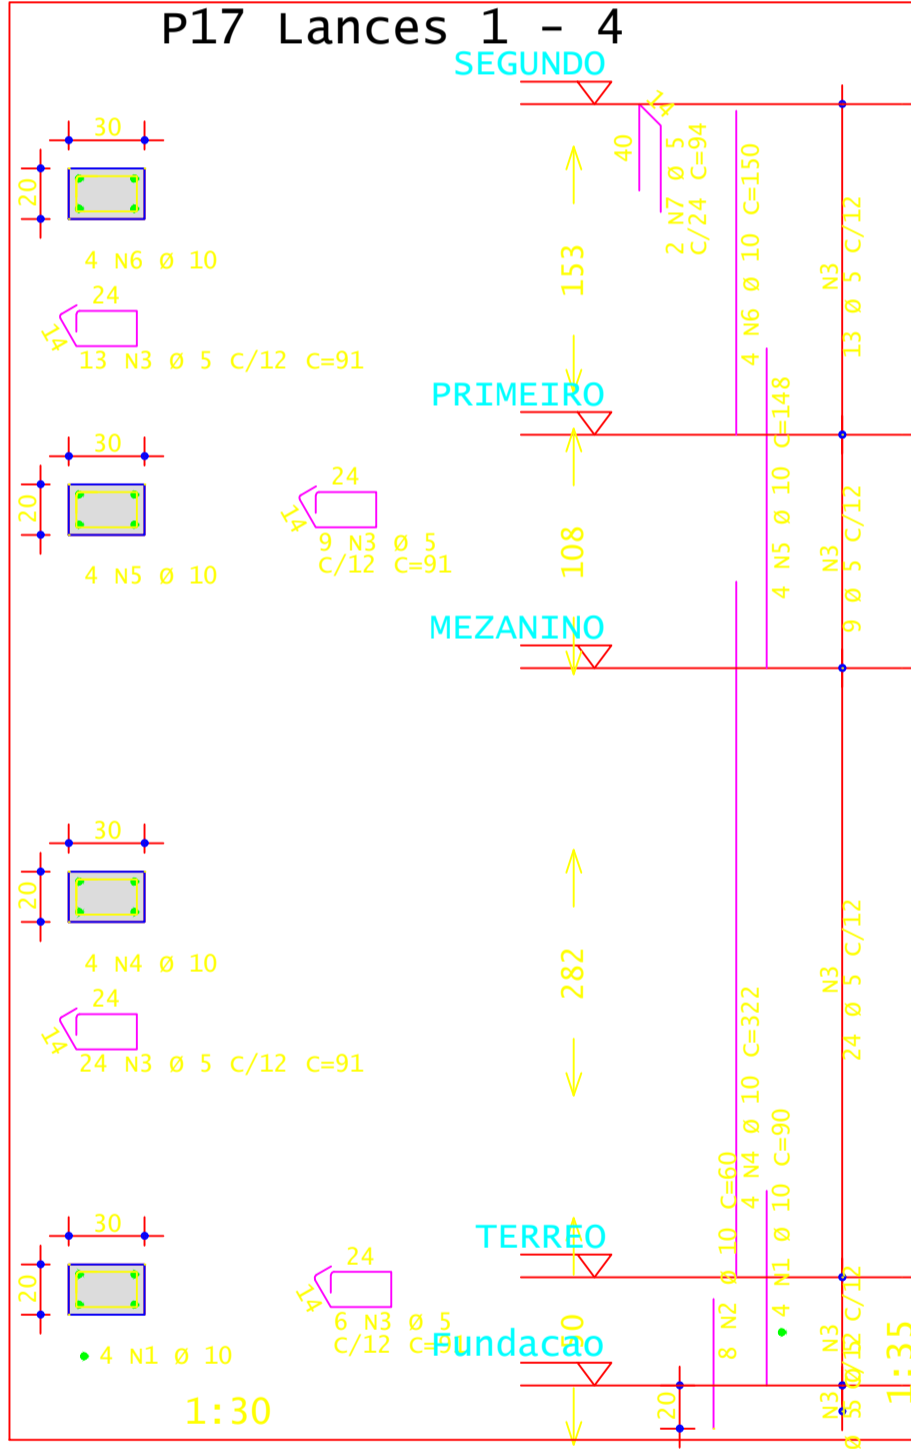 P17 Lances 1 - 4
SEGUNDO
30
20
4 N6 Ø 10
24
14
13 N3 Ø 5 C/12 C=91
14
40
2 N7 Ø 5
C/24 C=94
153
4 N6 Ø 10 C=150
N3
13 Ø 5 C/12
PRIMEIRO
30
20
4 N5 Ø 10
24
14
9 N3 Ø 5
C/12 C=91
108
4 N5 Ø 10 C=148
N3
9 Ø 5 C/12
MEZANINO
30
20
4 N4 Ø 10
24
14
24 N3 Ø 5 C/12 C=91
282
4 N4 Ø 10 C=322
N3
24 Ø 5 C/12
TERREO
30
20
4 N1 Ø 10
24
14
6 N3 Ø 5
C/12 C=91
8 N2 Ø 10 C=60
4 N1 Ø 10 C=90
N3
C/12
Fundacao
20
N3
1:30
1:35